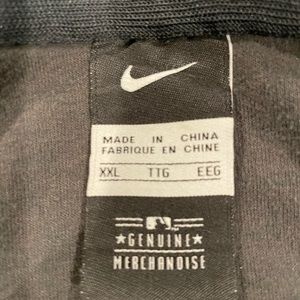 MADE IN CHINA
FABRIQUE EN CHINE
XXL TTG EEG
GENUINE
MERCHANDISE